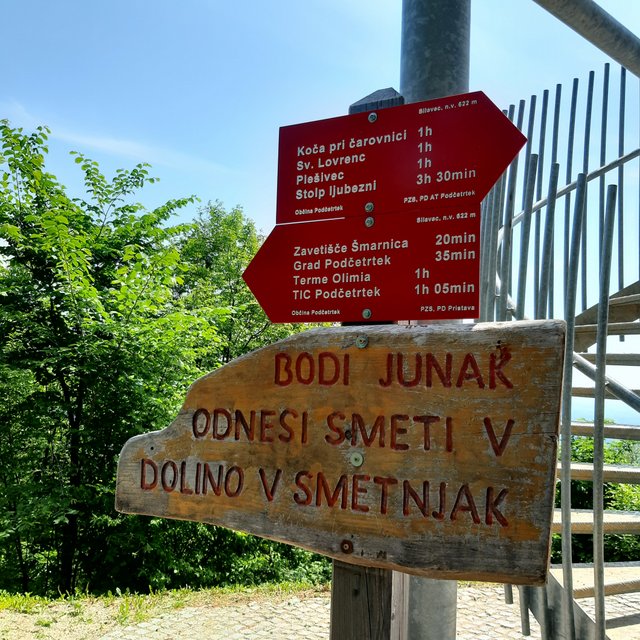 Silovec, n.v. 622 m
Koča pri čarovnici 1h
Sv. Lovrenc 1h
Plešivec 1h
Stolp ljubezni 3h 30min
Občina Podčetrtek PZS, PD AT Podčetrtek
Silovec, n.v. 622 m
Zavetišče Šmarnica 20min
Grad Podčetrtek 35min
Terme Olimia 1h
TIC Podčetrtek 1h 05min
Občina Podčetrtek PZS, PD Pristava
BODI JUNAK
ODNESI SMETI V
DOLINO V SMETNJAK